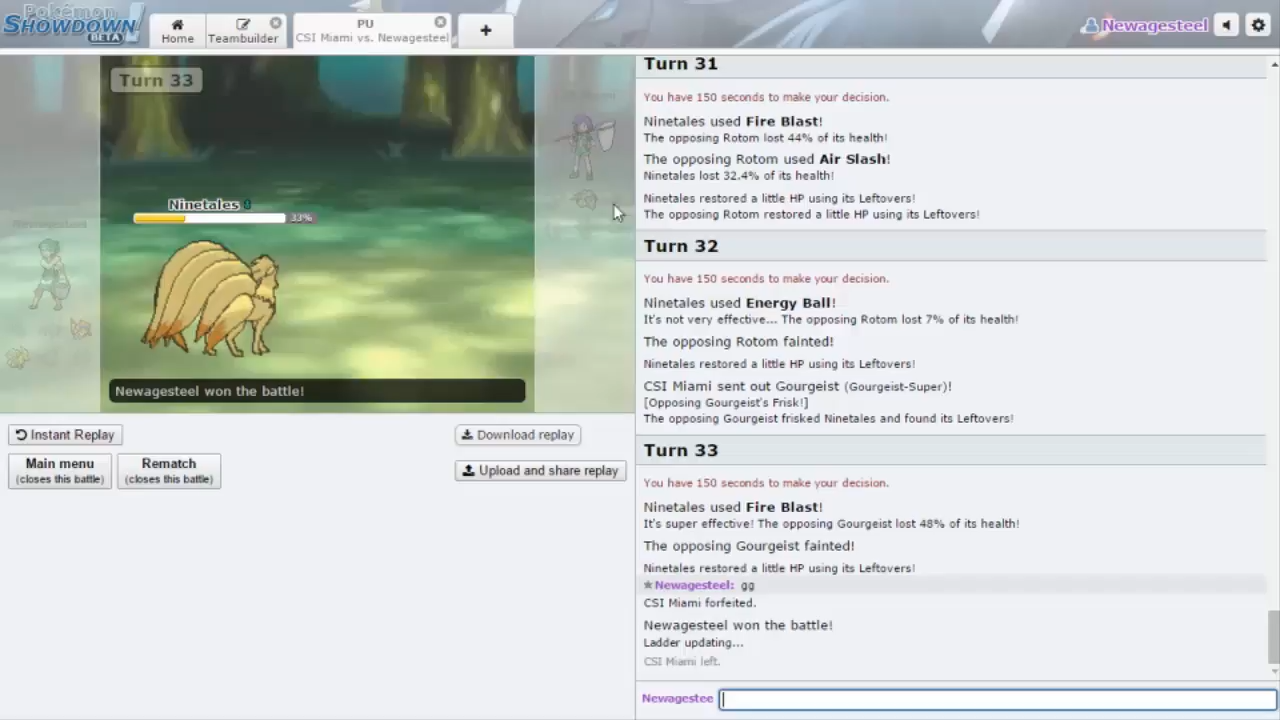 Pokémon
SHOWDOWN
BETA
Home
Teambuilder
PU
CSI Miami vs. Newagesteel
Newagesteel
Turn 33
Ninetales
33%
Newagesteel won the battle!
Instant Replay
Download replay
Main menu
(closes this battle)
Rematch
(closes this battle)
Upload and share replay
Turn 31
You have 150 seconds to make your decision.
Ninetales used Fire Blast!
The opposing Rotom lost 44% of its health!
The opposing Rotom used Air Slash!
Ninetales lost 32.4% of its health!
Ninetales restored a little HP using its Leftovers!
The opposing Rotom restored a little HP using its Leftovers!
Turn 32
You have 150 seconds to make your decision.
Ninetales used Energy Ball!
It's not very effective... The opposing Rotom lost 7% of its health!
The opposing Rotom fainted!
Ninetales restored a little HP using its Leftovers!
CSI Miami sent out Gourgeist (Gourgeist-Super)!
[Opposing Gourgeist's Frisk!]
The opposing Gourgeist frisked Ninetales and found its Leftovers!
Turn 33
You have 150 seconds to make your decision.
Ninetales used Fire Blast!
It's super effective! The opposing Gourgeist lost 48% of its health!
The opposing Gourgeist fainted!
Ninetales restored a little HP using its Leftovers!
★Newagesteel: gg
CSI Miami forfeited.
Newagesteel won the battle!
Ladder updating...
CSI Miami left.
Newagestee